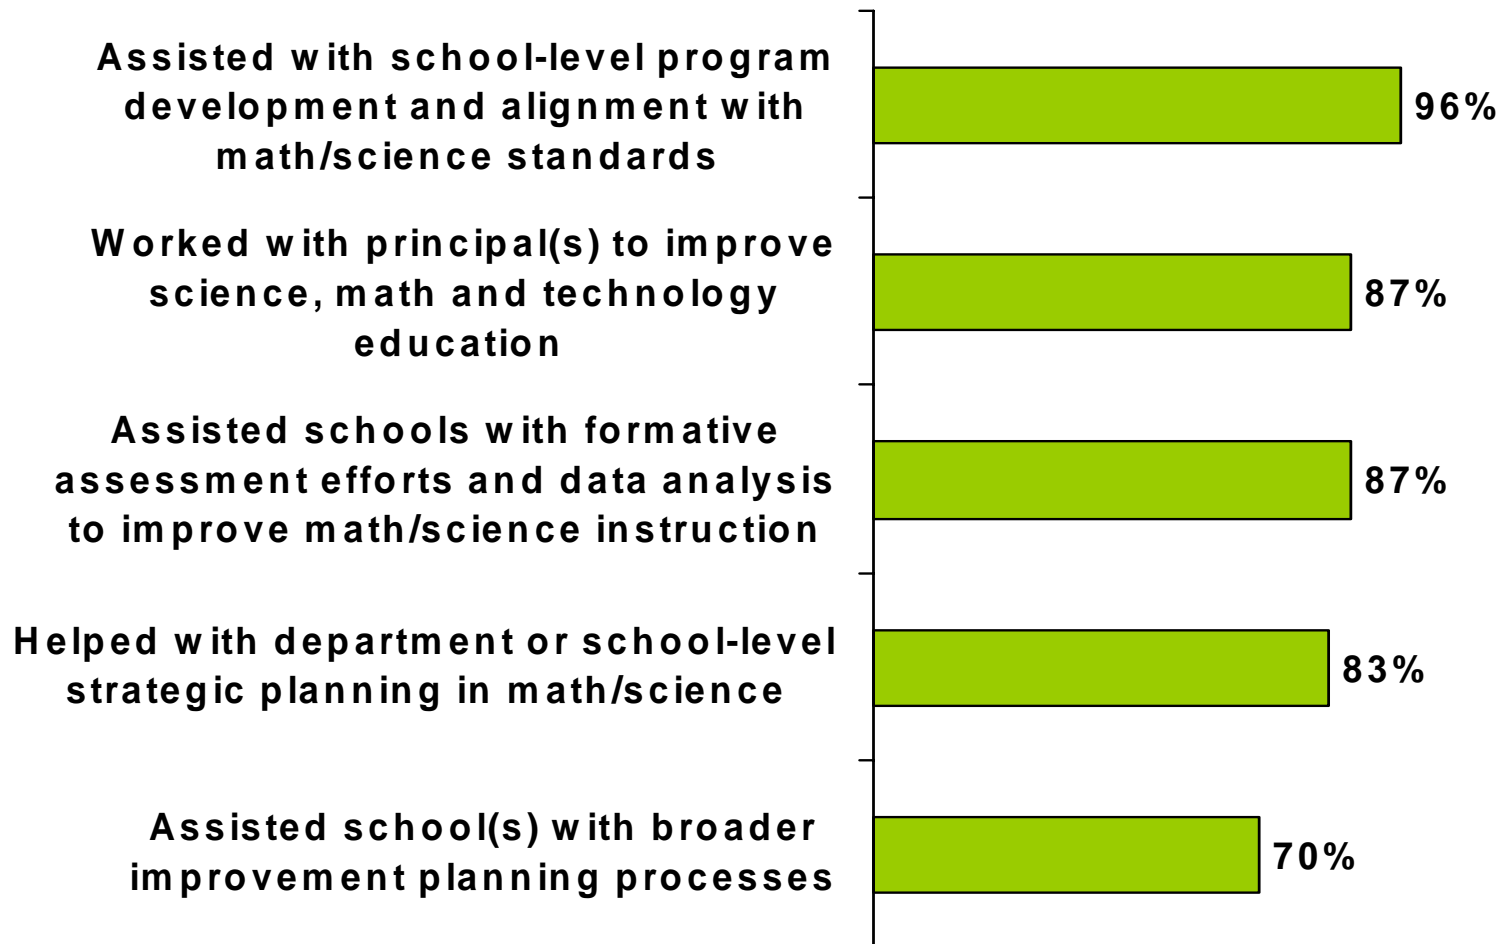 Assisted with school-level program
development and alignment with
math/science standards
96%
Worked with principal(s) to improve
science, math and technology
education
87%
Assisted schools with formative
assessment efforts and data analysis
to improve math/science instruction
87%
Helped with department or school-level
strategic planning in math/science
83%
Assisted school(s) with broader
improvement planning processes
70%